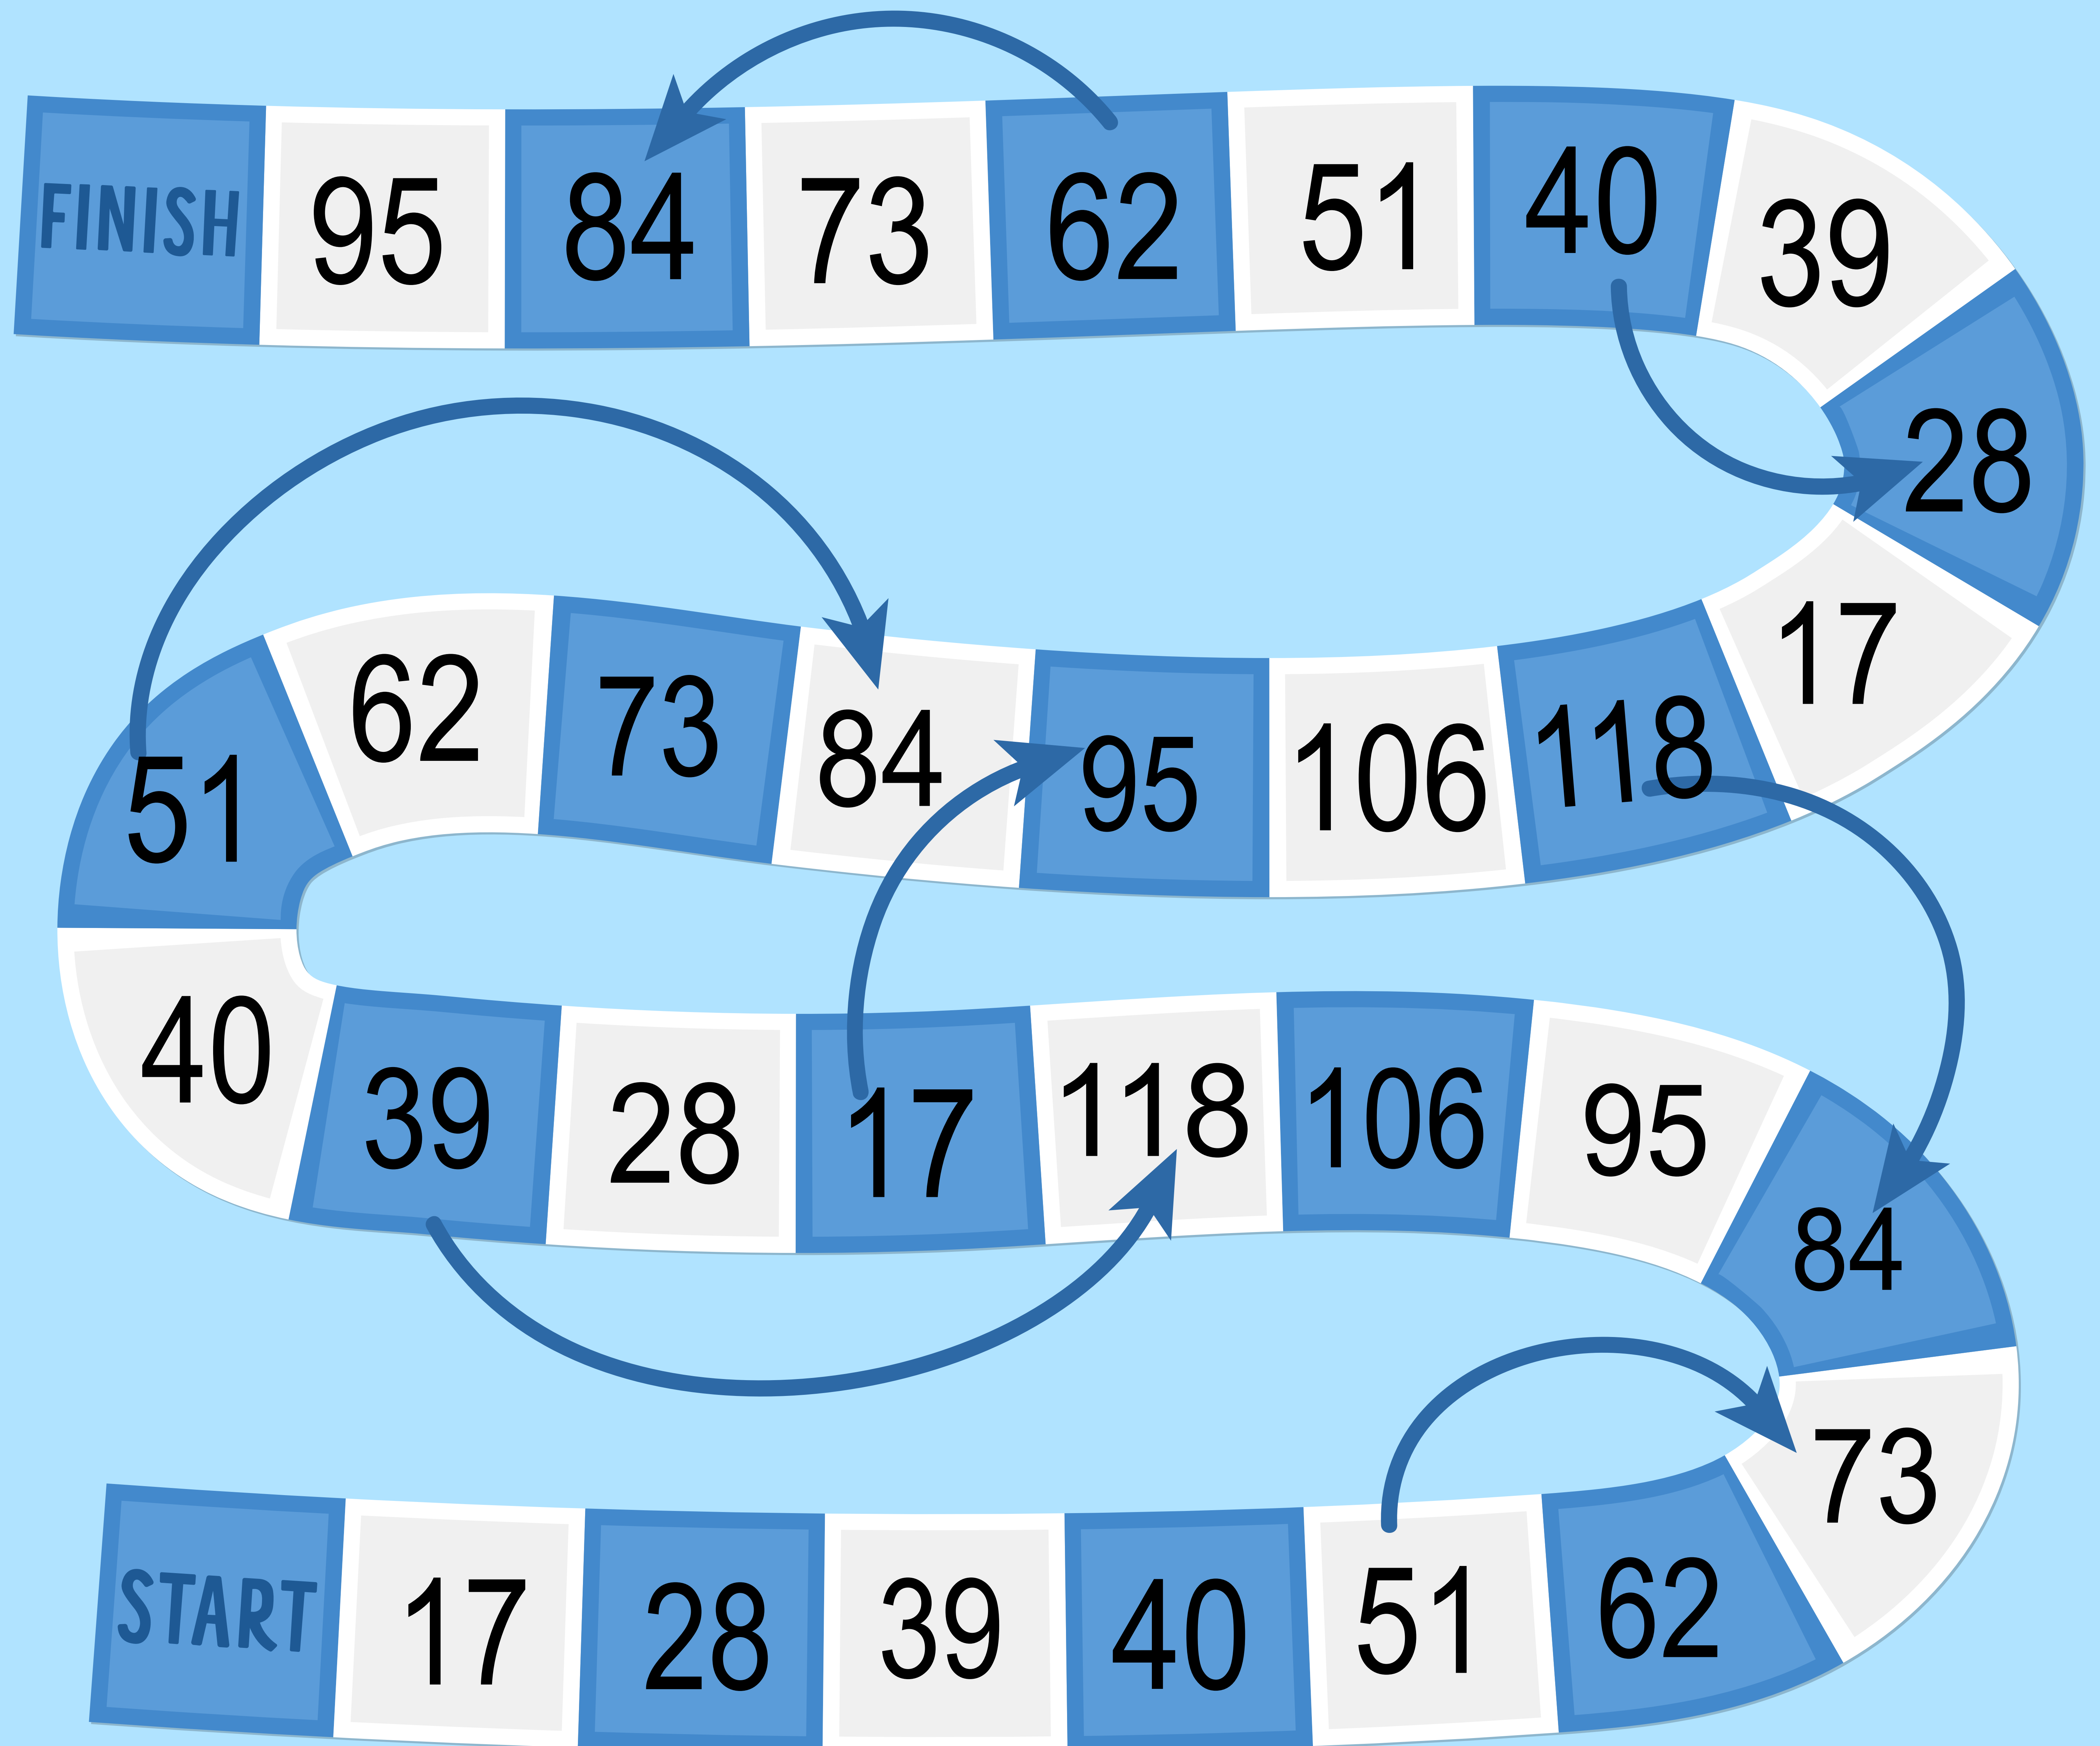 FINISH 95 84 73 62 51 40 39
28
17
51 62 73 84 95 106 118
40 39 28 17 118 106 95 84
73
START 17 28 39 40 51 62